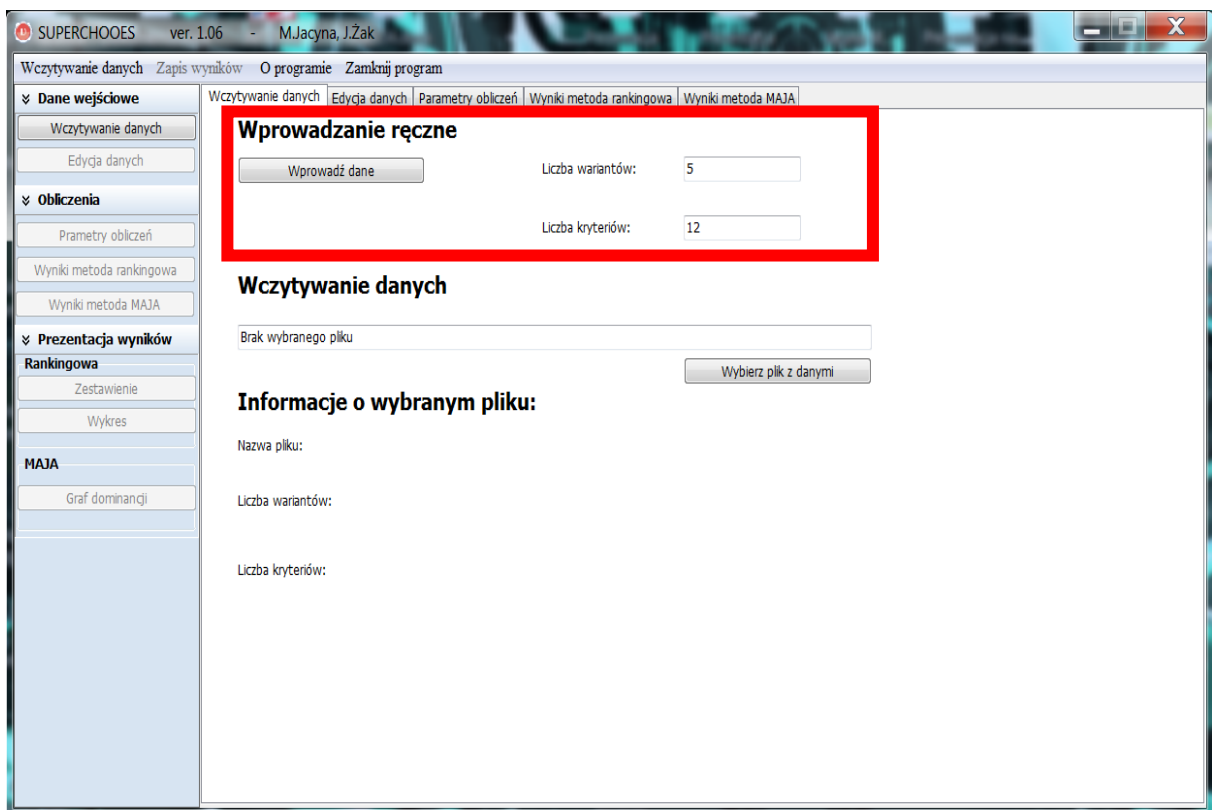 SUPERCHOOES ver. 1.06 - M.Jacyna, J.Żak
X
Wczytywanie danych Zapis wyników O programie Zamknij program
Dane wejściowe
Wczytywanie danych
Edycja danych
Obliczenia
Prametry obliczeń
Wyniki metoda rankingowa
Wyniki metoda MAJA
Prezentacja wyników
Rankingowa
Zestawienie
Wykres
MAJA
Graf dominancji
Wczytywanie danych Edycja danych Parametry obliczeń Wyniki metoda rankingowa Wyniki metoda MAJA
Wprowadzanie ręczne
Wprowadź dane Liczba wariantów: 5
Liczba kryteriów: 12
Wczytywanie danych
Brak wybranego pliku
Wybierz plik z danymi
Informacje o wybranym pliku:
Nazwa pliku:
Liczba wariantów:
Liczba kryteriów: